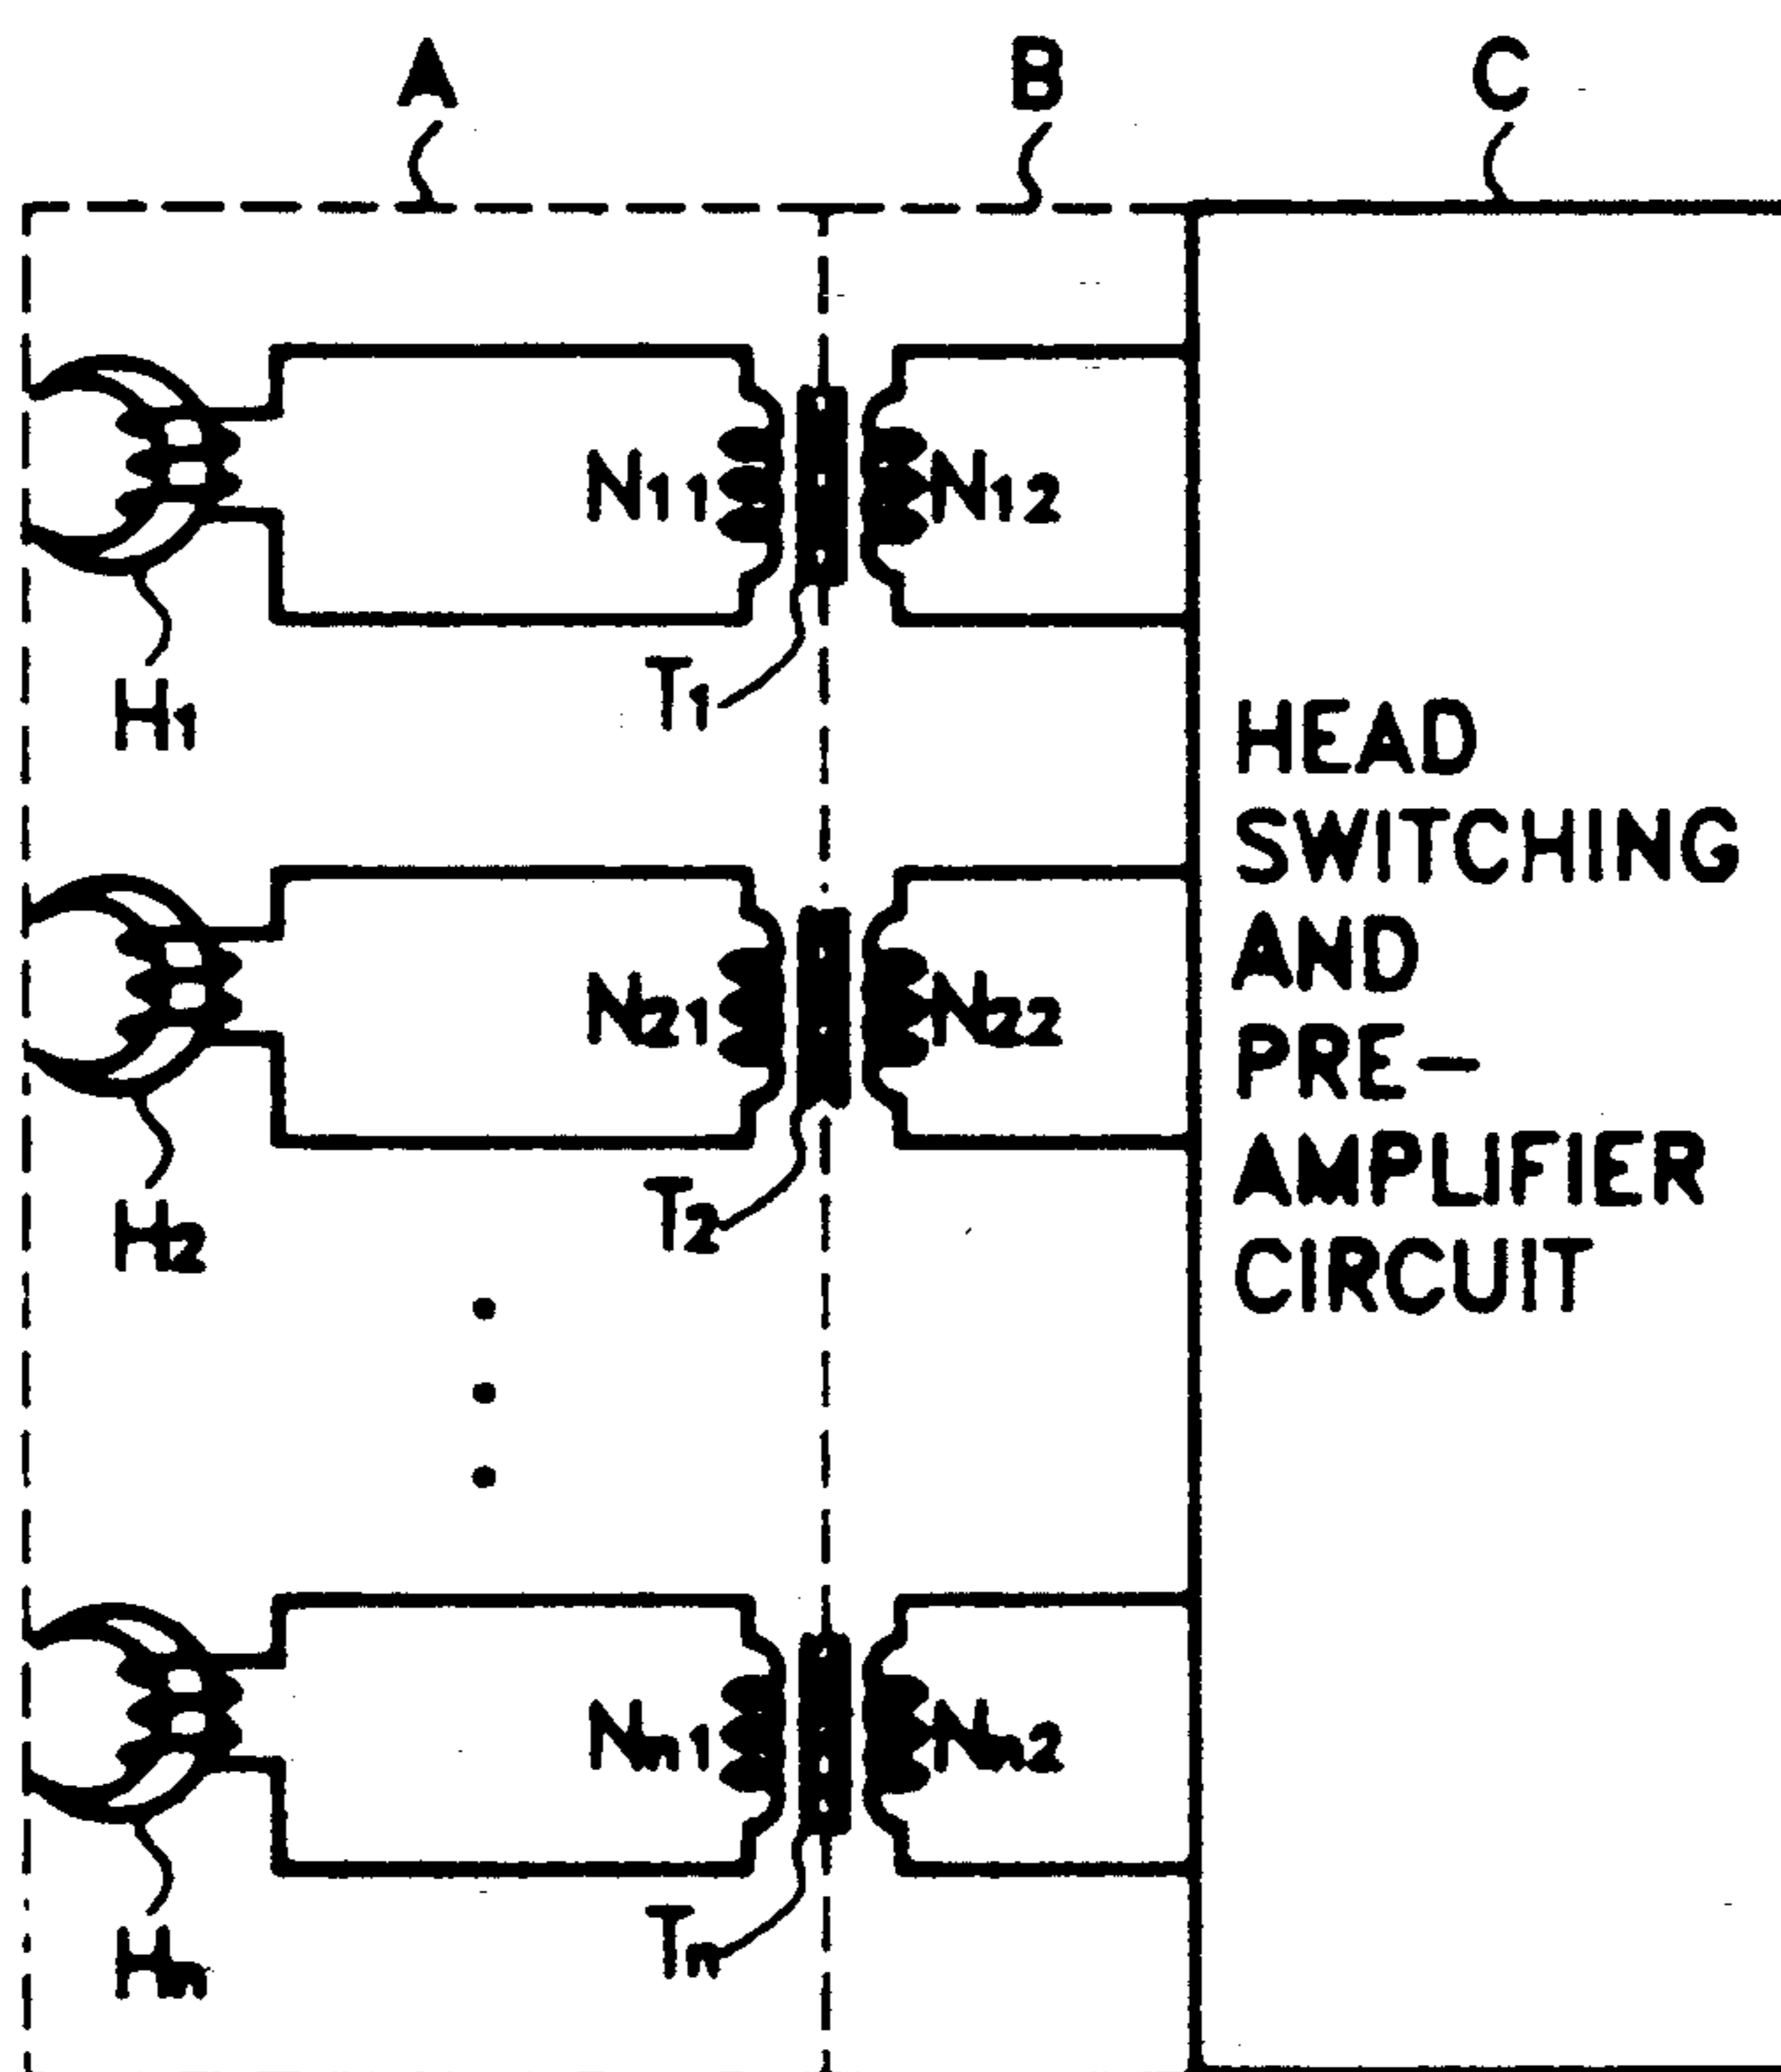 A B C
N11 N12
T1
H1
HEAD
SWITCHING
AND
PRE-
AMPLIFIER
CIRCUIT
N21 N22
T2
H2
Nn1 Nn2
Tn
Hn